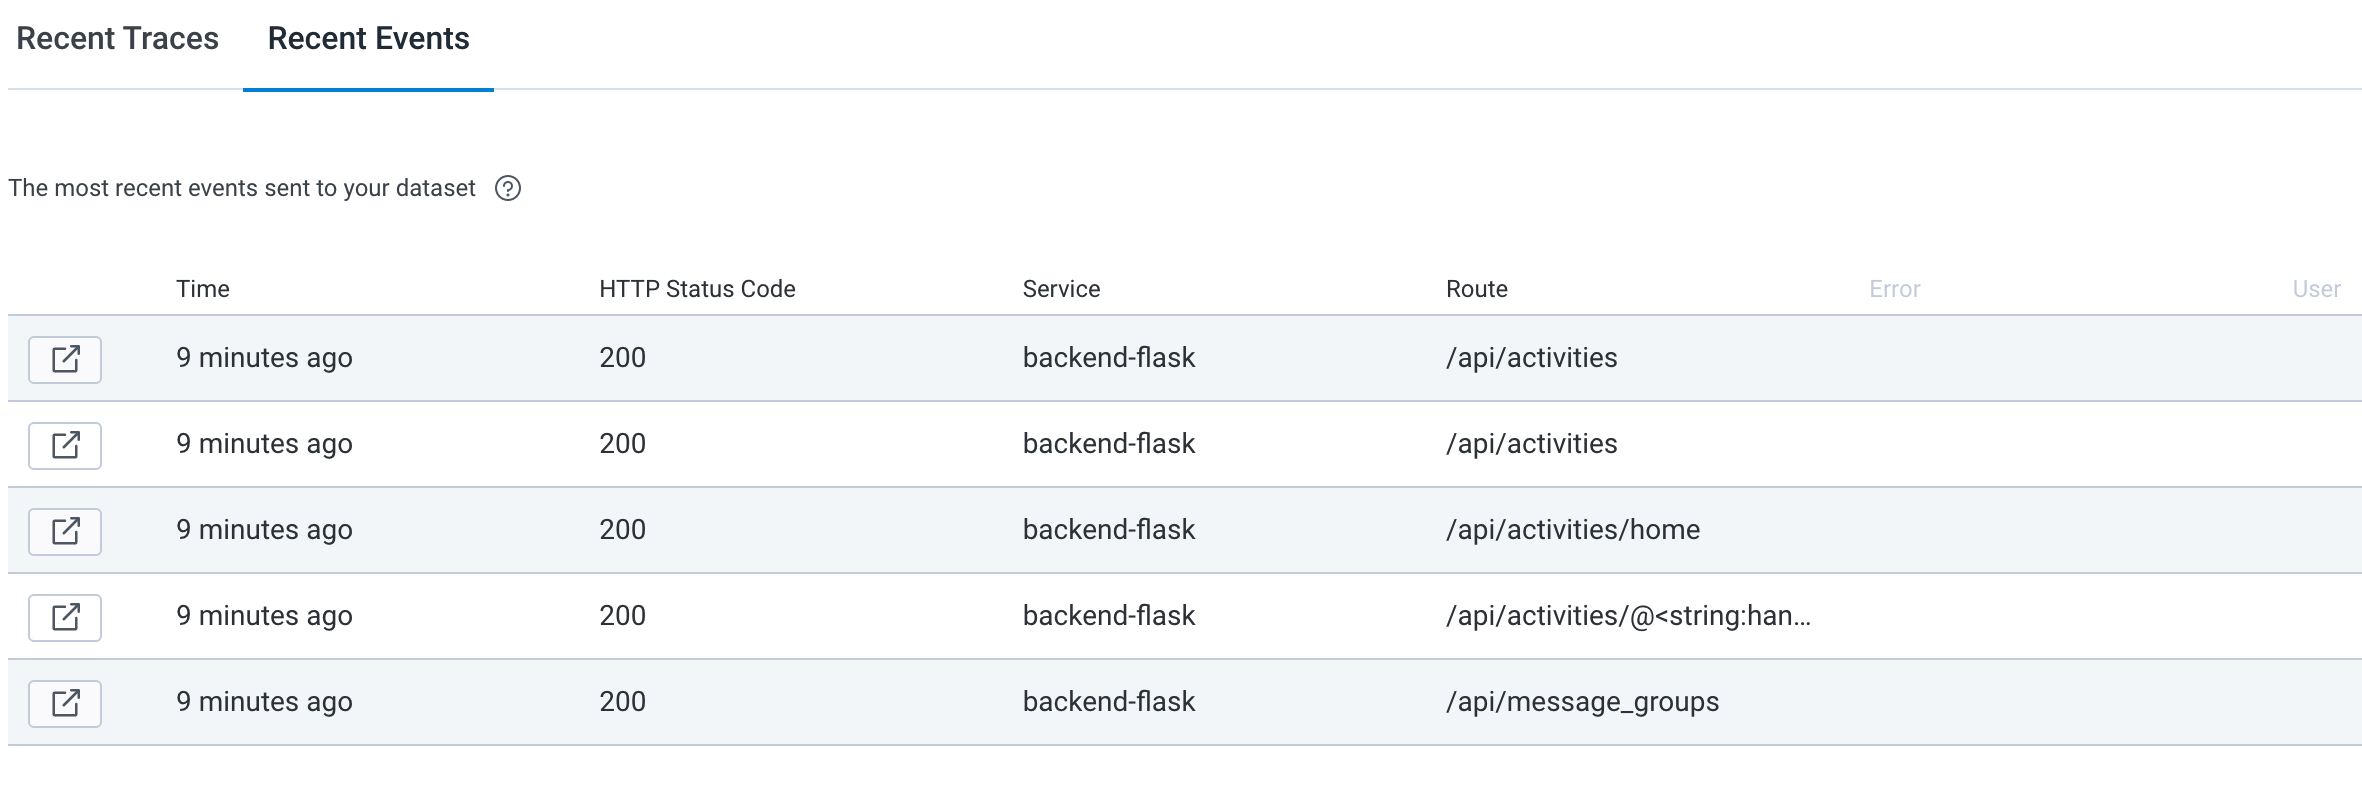 Recent Traces Recent Events
The most recent events sent to your dataset ?
Time HTTP Status Code Service Route Error User
9 minutes ago 200 backend-flask /api/activities
9 minutes ago 200 backend-flask /api/activities
9 minutes ago 200 backend-flask /api/activities/home
9 minutes ago 200 backend-flask /api/activities/@<string:han...
9 minutes ago 200 backend-flask /api/message_groups